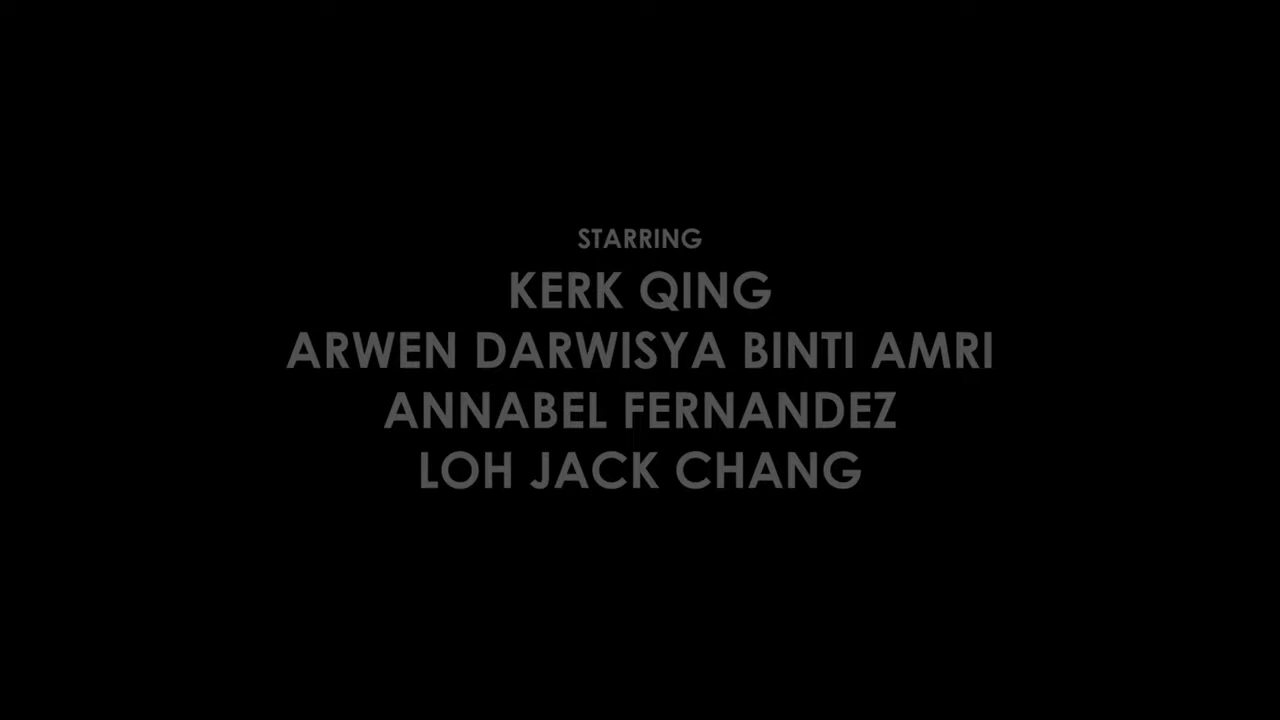 STARRING
KERK QING
ARWEN DARWISYA BINTI AMRI
ANNABEL FERNANDEZ
LOH JACK CHANG